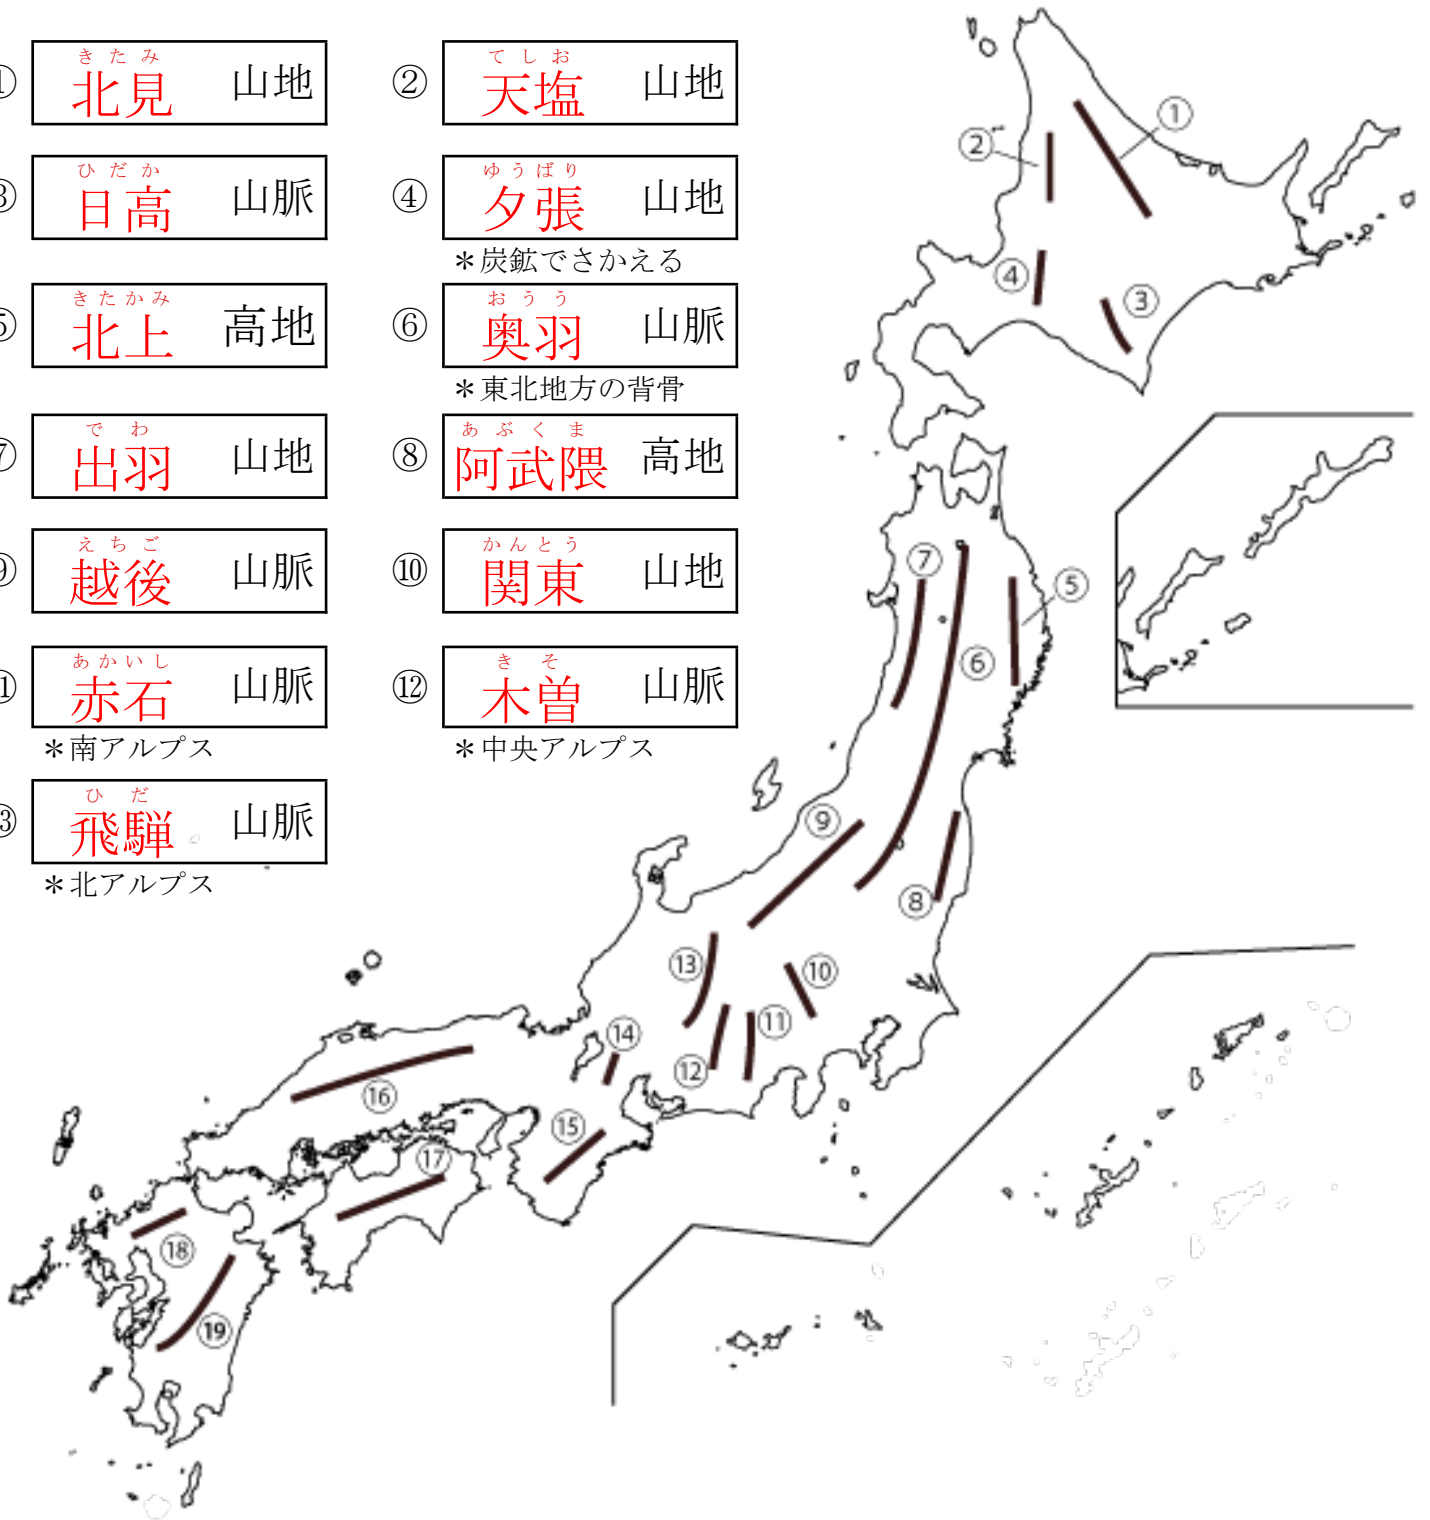 ① 北見 山地
きたみ
② 天塩 山地
てしお
③ 日高 山脈
ひだか
④ 夕張 山地
ゆうばり
＊炭鉱でさかえる
⑤ 北上 高地
きたかみ
⑥ 奥羽 山脈
おうう
＊東北地方の背骨
⑦ 出羽 山地
でわ
⑧ 阿武隈 高地
あぶくま
⑨ 越後 山脈
えちご
⑩ 関東 山地
かんとう
⑪ 赤石 山脈
あかいし
＊南アルプス
⑫ 木曽 山脈
きそ
＊中央アルプス
⑬ 飛騨 山脈
ひだ
＊北アルプス
①
②
③
④
⑤
⑥
⑦
⑧
⑨
⑩
⑪
⑫
⑬
⑭
⑮
⑯
⑰
⑱
⑲